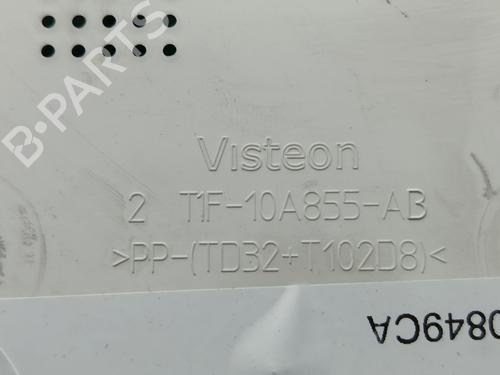 B-PARTS
Visteon
2 T1F-10A855-AB
>PP-(TD32+T102D8)<
0849CA